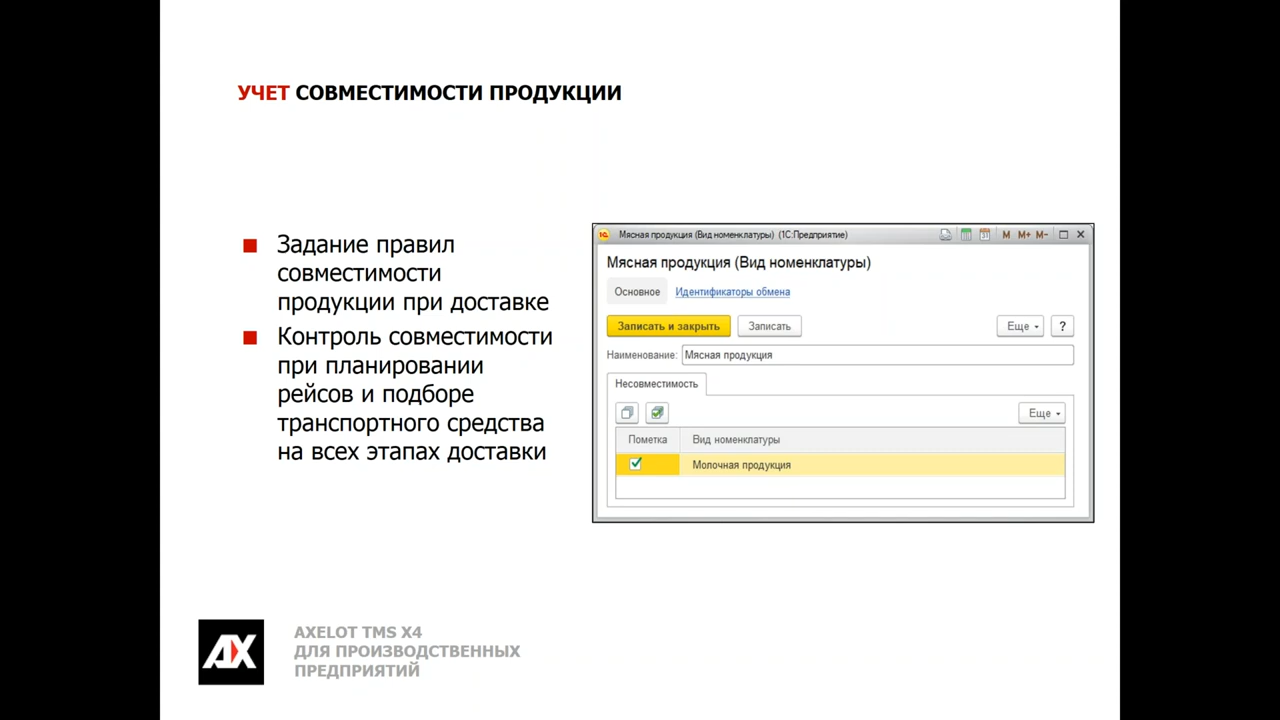 УЧЕТ СОВМЕСТИМОСТИ ПРОДУКЦИИ
Задание правил
совместимости
продукции при доставке
Контроль совместимости
при планировании
рейсов и подборе
транспортного средства
на всех этапах доставки
Мясная продукция (Вид номенклатуры) (1С:Предприятие)
M M+ M-
Мясная продукция (Вид номенклатуры)
Основное Идентификаторы обмена
Записать и закрыть Записать Еще ?
Наименование: Мясная продукция
Несовместимость
Еще
Пометка Вид номенклатуры
Молочная продукция
AXELOT TMS X4
ДЛЯ ПРОИЗВОДСТВЕННЫХ
ПРЕДПРИЯТИЙ